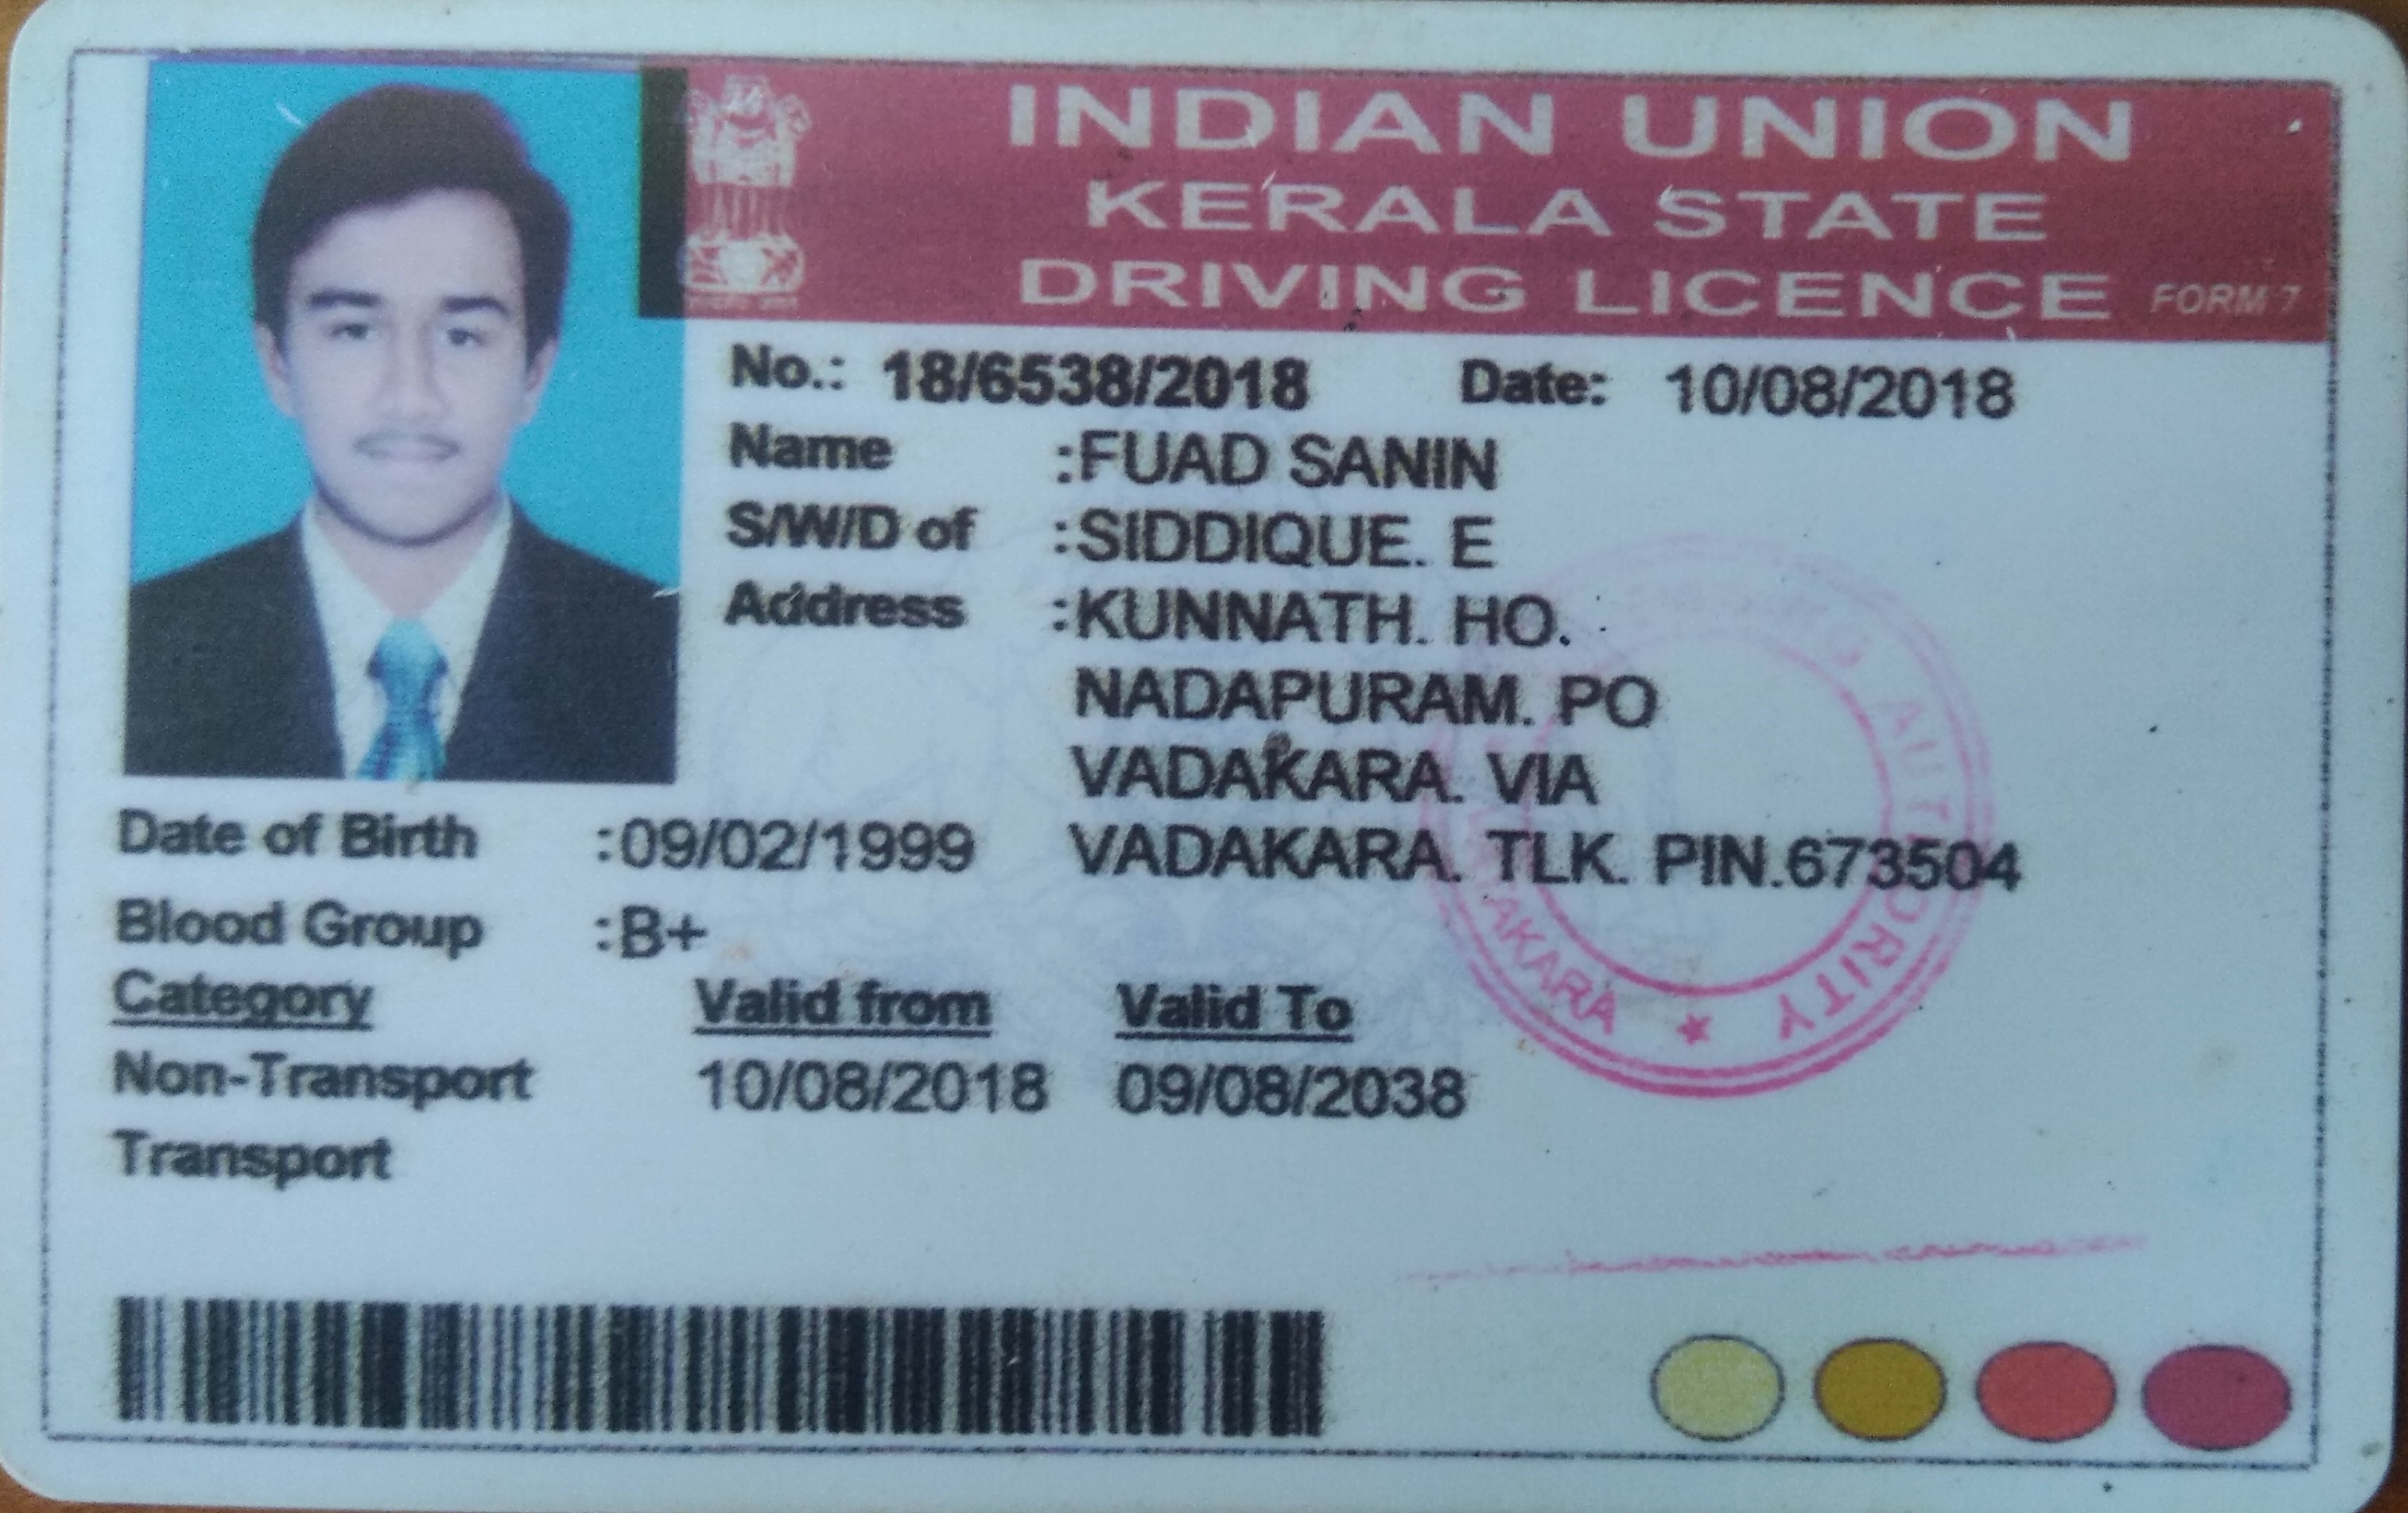 INDIAN UNION
KERALA STATE
DRIVING LICENCE FORM 7
No.: 18/6538/2018 Date: 10/08/2018
Name :FUAD SANIN
S/W/D of :SIDDIQUE. E
Address :KUNNATH. HO.
NADAPURAM. PO
VADAKARA. VIA
VADAKARA. TLK. PIN.673504
Date of Birth :09/02/1999
Blood Group :B+
Category Valid from Valid To
Non-Transport 10/08/2018 09/08/2038
Transport
AUTHORITY